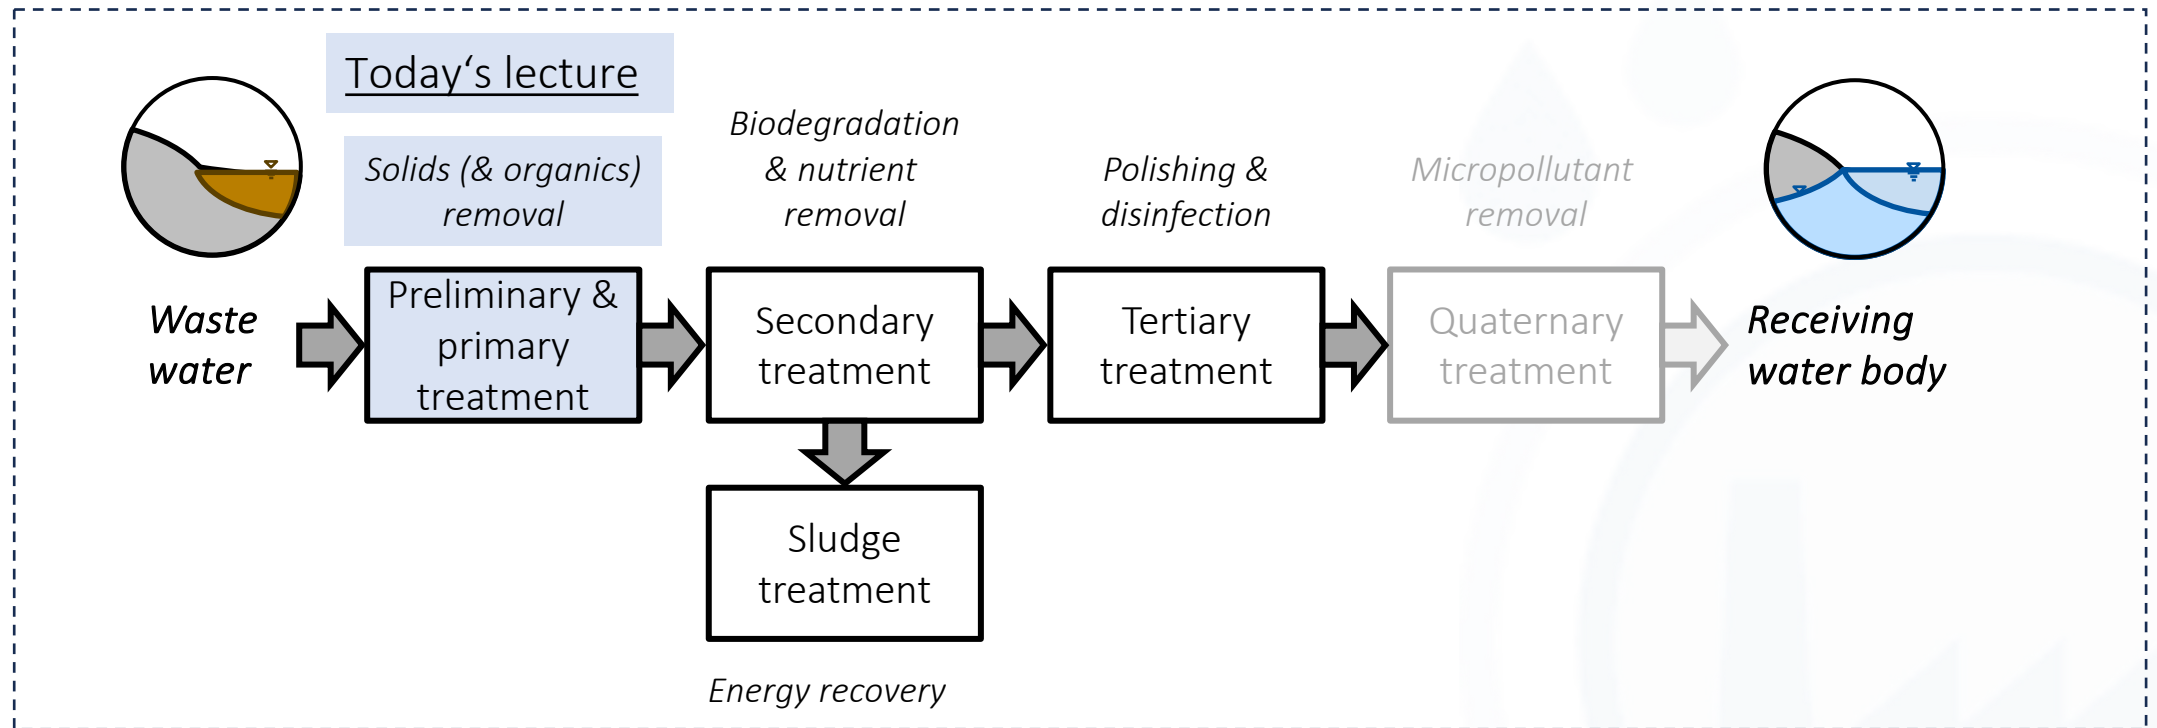 Today‘s lecture
Solids (& organics)
removal
Biodegradation
& nutrient
removal
Polishing &
disinfection
Micropollutant
removal
Waste
water
Preliminary &
primary
treatment
Secondary
treatment
Tertiary
treatment
Quaternary
treatment
Receiving
water body
Sludge
treatment
Energy recovery